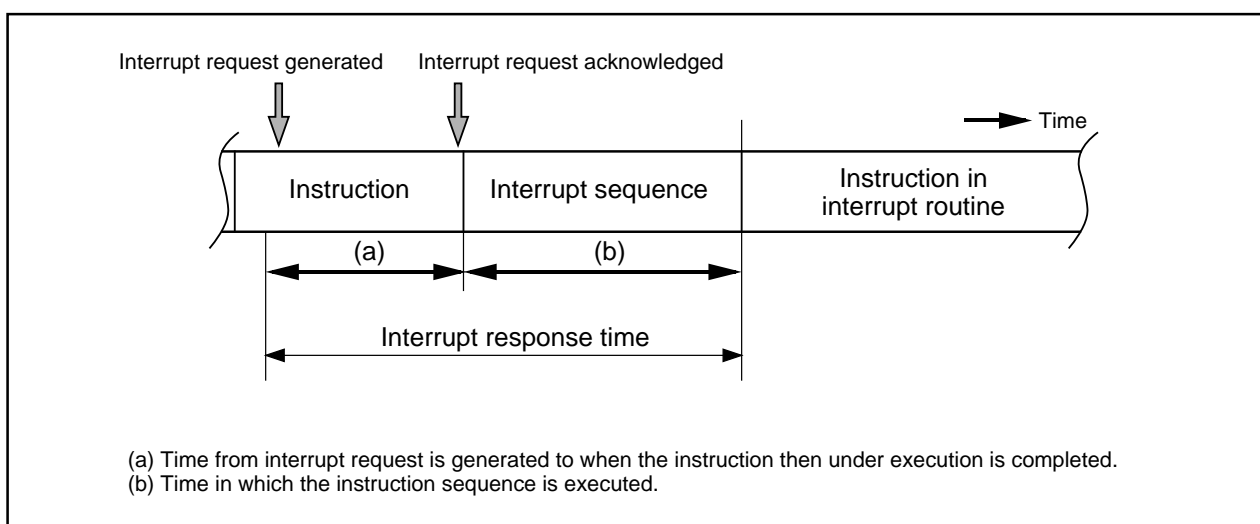 Interrupt request generated
Interrupt request acknowledged
Time
Instruction
Interrupt sequence
Instruction in
interrupt routine
(a)
(b)
Interrupt response time
(a) Time from interrupt request is generated to when the instruction then under execution is completed.
(b) Time in which the instruction sequence is executed.